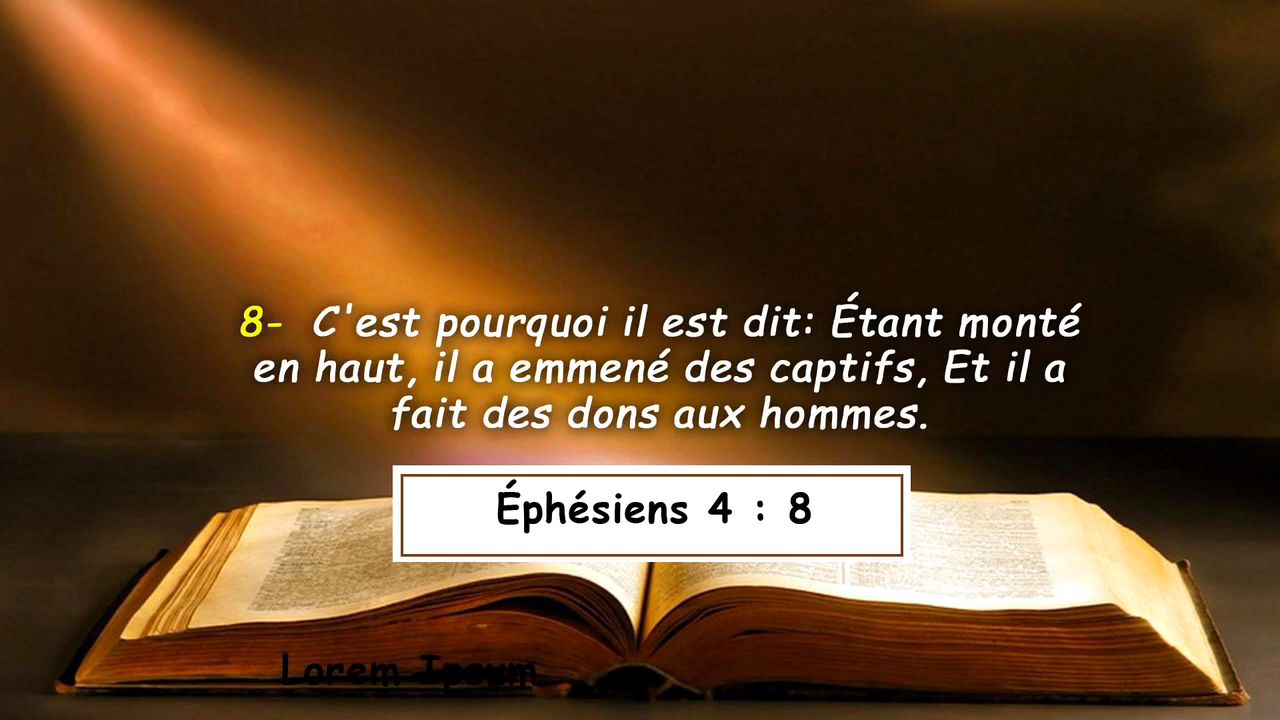 8- C'est pourquoi il est dit: Étant monté
en haut, il a emmené des captifs, Et il a
fait des dons aux hommes.
Éphésiens 4 : 8
Lorem Ipsum